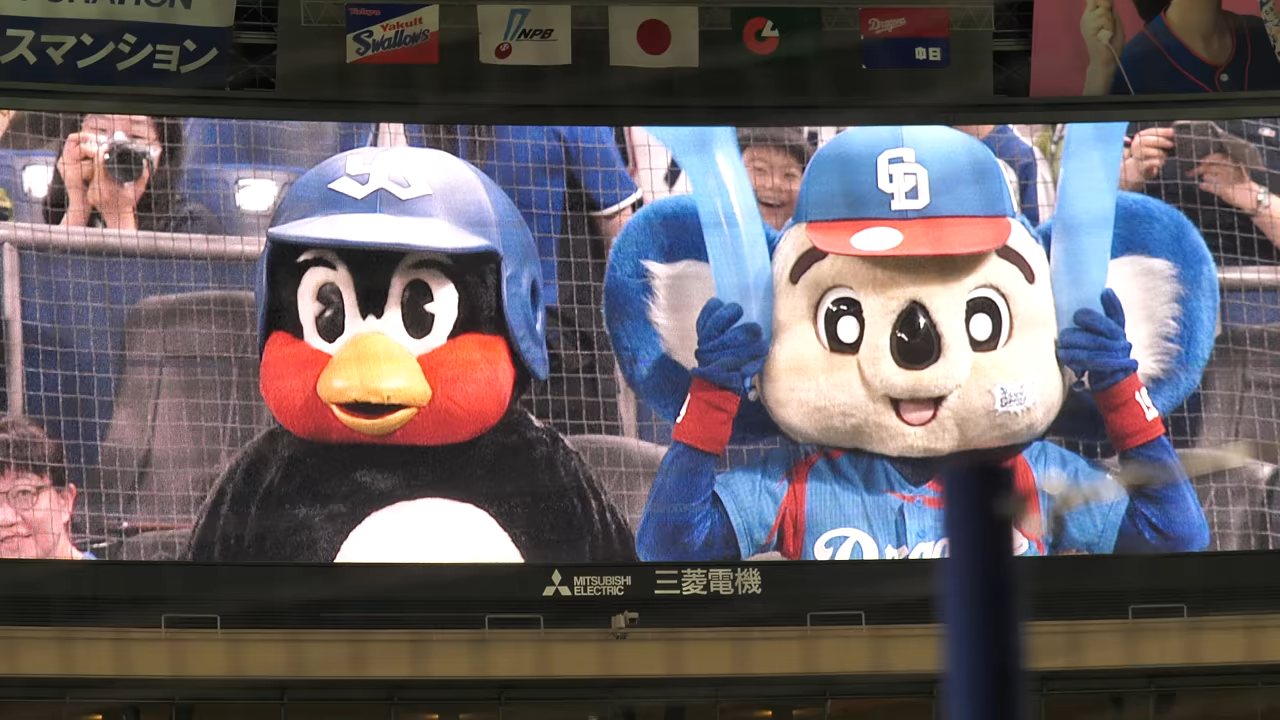 スマンション
Yakult
Swallows
NPB
Dragons
中日
CD
Dragons
MITSUBISHI
ELECTRIC
三菱電機